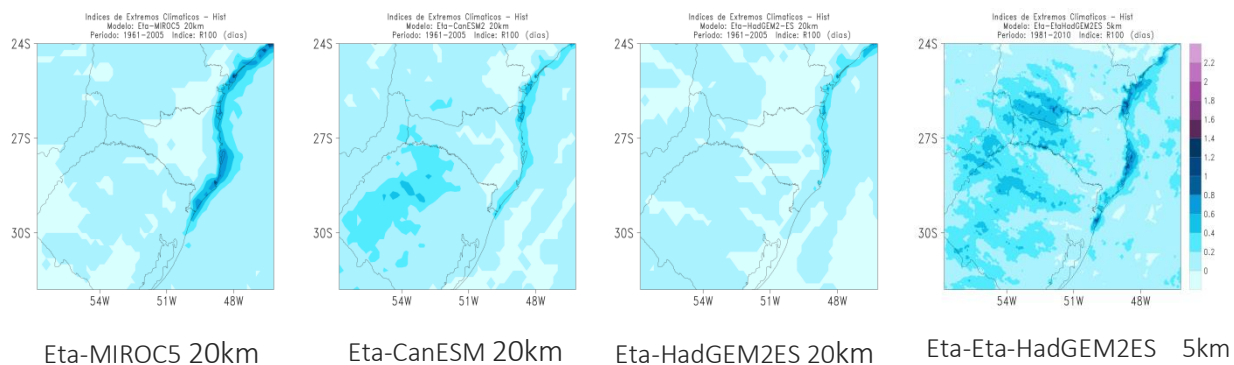 Indices de Extremos Climaticos - Hist
Modelo: Eta-MIROC5 20km
Periodo: 1961-2005 Indice: R100 (dias)
24S
27S
30S
54W 51W 48W
Eta-MIROC5 20km
Indices de Extremos Climaticos - Hist
Modelo: Eta-CanESM2 20km
Periodo: 1961-2005 Indice: R100 (dias)
24S
27S
30S
54W 51W 48W
Eta-CanESM 20km
Indices de Extremos Climaticos - Hist
Modelo: Eta-HadGEM2-ES 20km
Periodo: 1961-2005 Indice: R100 (dias)
24S
27S
30S
54W 51W 48W
Eta-HadGEM2ES 20km
Indices de Extremos Climaticos - Hist
Modelo: Eta-EtaHadGEM2ES 5km
Periodo: 1981-2010 Indice: R100 (dias)
24S
27S
30S
54W 51W 48W
2.2
2
1.8
1.6
1.4
1.2
1
0.8
0.6
0.4
0.2
0
Eta-Eta-HadGEM2ES 5km